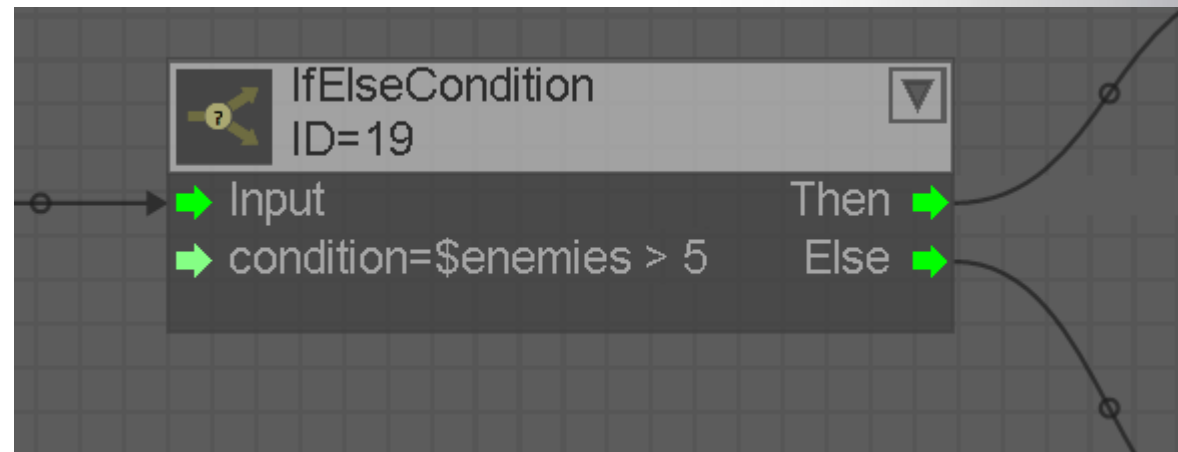 IfElseCondition
ID=19
Input
Then
condition=$enemies > 5
Else